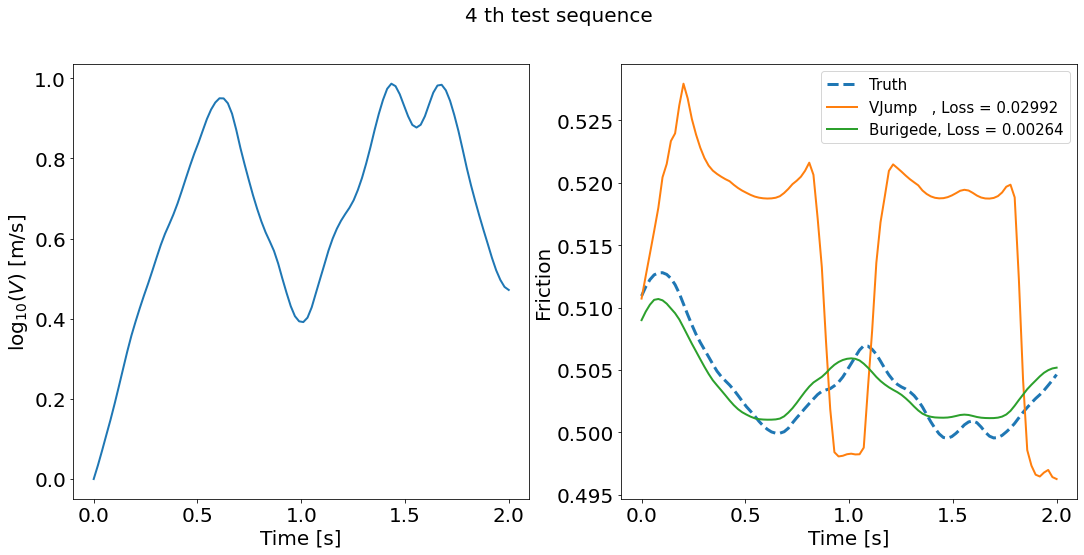 4 th test sequence
log10(V) [m/s]
1.0
0.8
0.6
0.4
0.2
0.0
0.0 0.5 1.0 1.5 2.0
Time [s]
Friction
0.525
0.520
0.515
0.510
0.505
0.500
0.495
0.0 0.5 1.0 1.5 2.0
Time [s]
Truth
VJump , Loss = 0.02992
Burigede, Loss = 0.00264